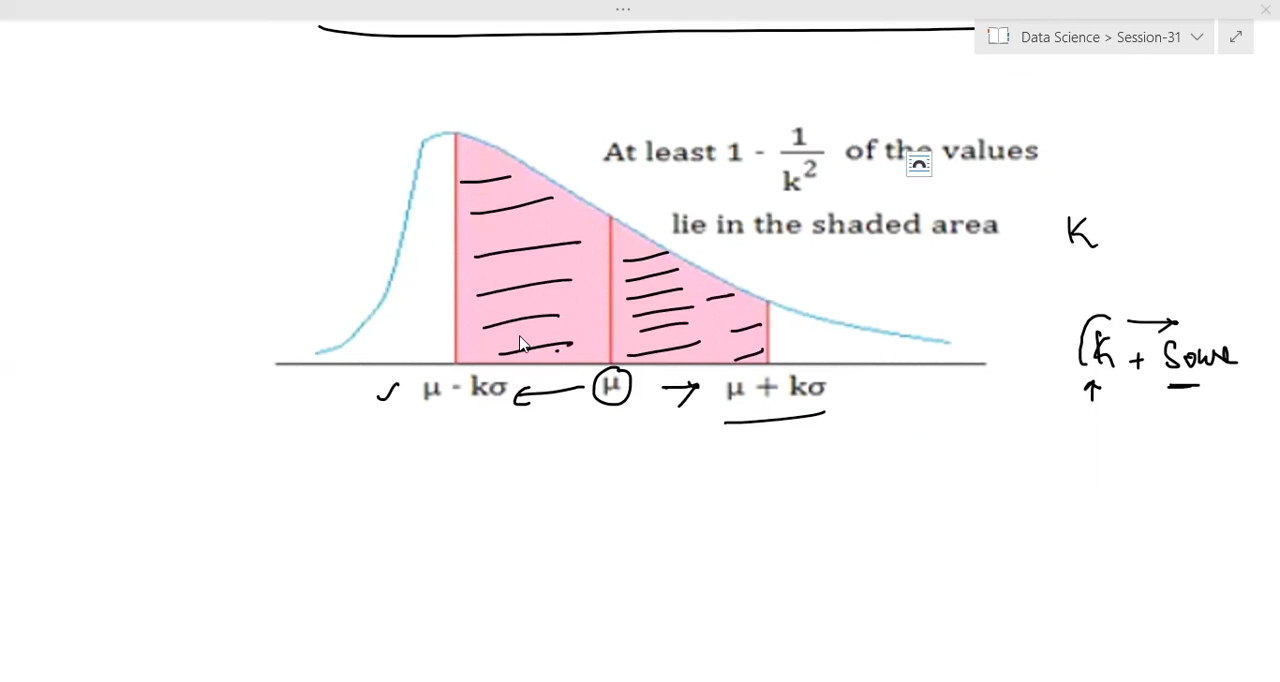 Data Science > Session-31
At least 1 - 1/k² of the values
lie in the shaded area
K
μ - kσ μ μ + kσ